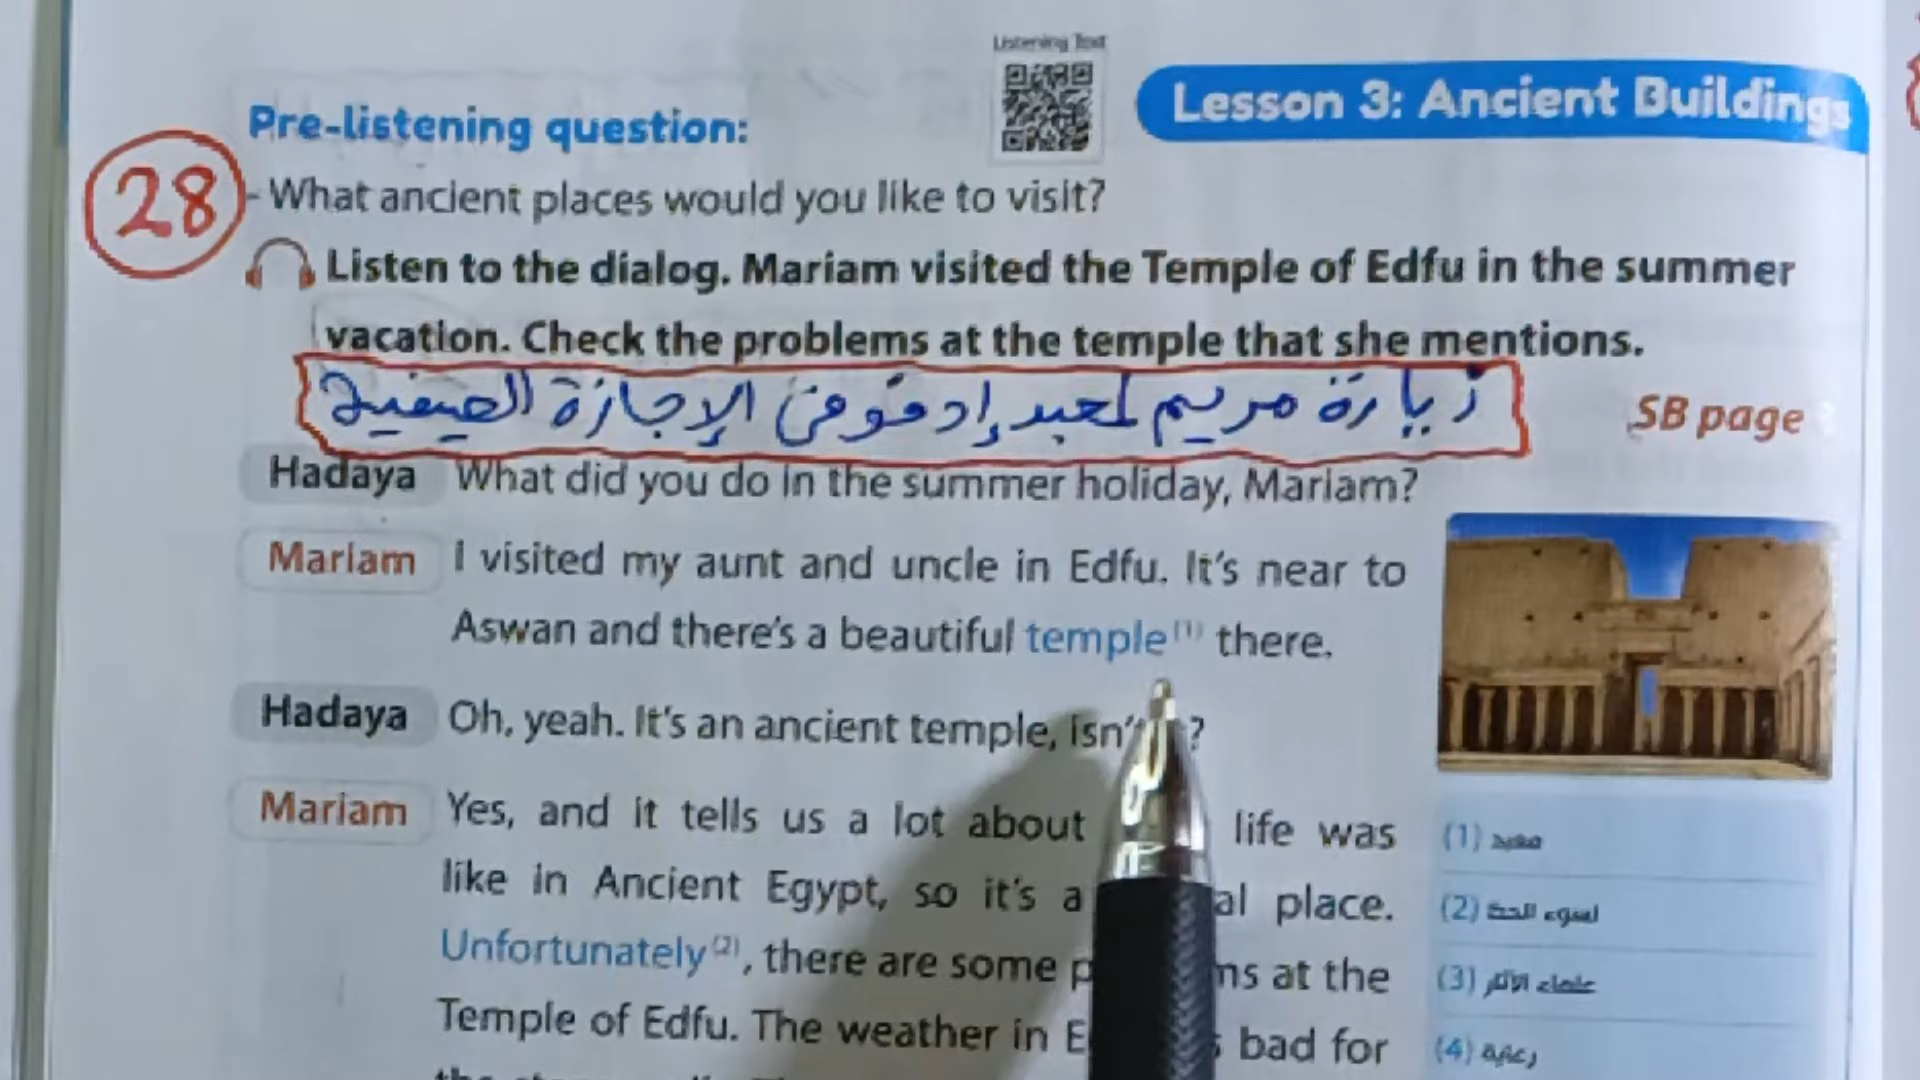 Listening Text
Lesson 3: Ancient Buildings
Pre-listening question:
28
- What ancient places would you like to visit?
Listen to the dialog. Mariam visited the Temple of Edfu in the summer
vacation. Check the problems at the temple that she mentions.
زيارة مريم لمعبد إدفو في الإجازة الصيفية
SB page
Hadaya What did you do in the summer holiday, Mariam?
Mariam I visited my aunt and uncle in Edfu. It's near to
Aswan and there's a beautiful temple(1) there.
Hadaya Oh, yeah. It's an ancient temple, isn't ?
Mariam Yes, and it tells us a lot about life was
like in Ancient Egypt, so it's a place.
Unfortunately(2), there are some at the
Temple of Edfu. The weather in bad for
(1) معبد
(2) لسوء الحظ
(3) علماء الآثار
(4) رعاية